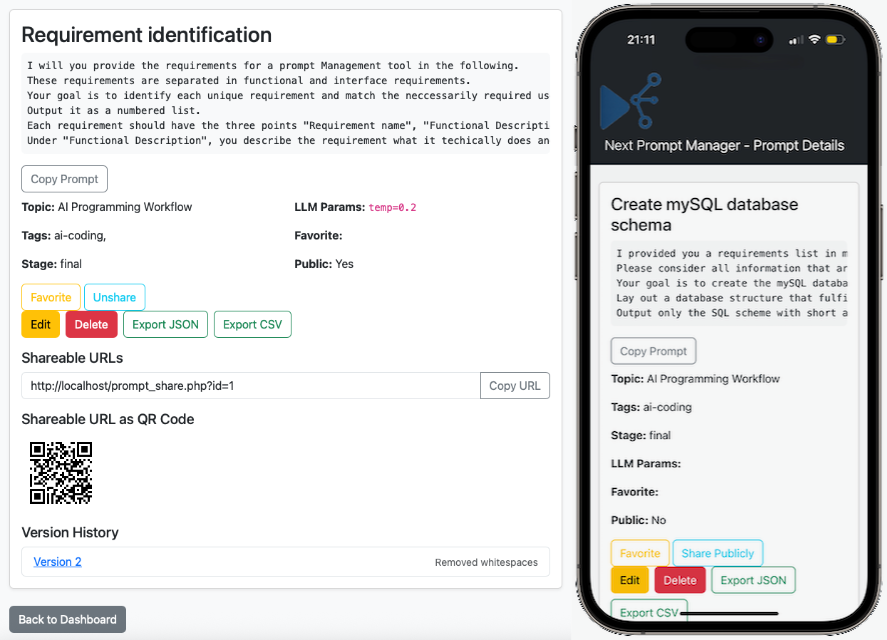 Requirement identification
I will you provide the requirements for a prompt Management tool in the following.
These requirements are separated in functional and interface requirements.
Your goal is to identify each unique requirement and match the neccessarily required us
Output it as a numbered list.
Each requirement should have the three points "Requirement name", "Functional Descripti
Under "Functional Description", you describe the requirement what it techically does an
Copy Prompt
Topic: AI Programming Workflow
LLM Params: temp=0.2
Tags: ai-coding,
Favorite:
Stage: final
Public: Yes
Favorite
Unshare
Edit
Delete
Export JSON
Export CSV
Shareable URLs
http://localhost/prompt_share.php?id=1
Copy URL
Shareable URL as QR Code
Version History
Version 2
Removed whitespaces
Back to Dashboard
21:11
Next Prompt Manager - Prompt Details
Create mySQL database
schema
I provided you a requirements list in m
Please consider all information that ar
Your goal is to create the mySQL databa
Lay out a database structure that fulfi
Output only the SQL scheme with short a
Copy Prompt
Topic: AI Programming Workflow
Tags: ai-coding
Stage: final
LLM Params:
Favorite:
Public: No
Favorite
Share Publicly
Edit
Delete
Export JSON
Export CSV